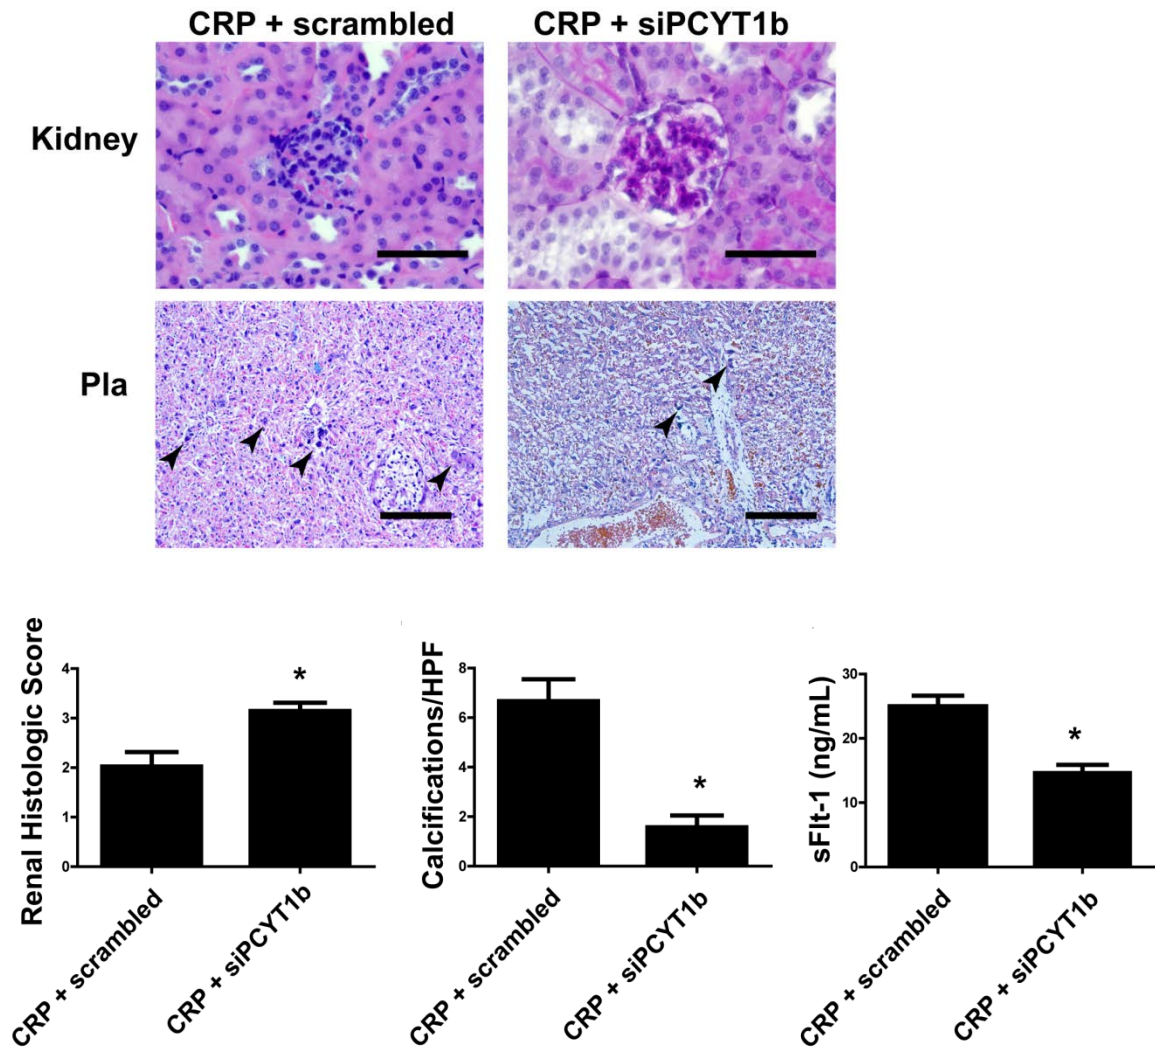 CRP + scrambled
CRP + siPCYT1b
Kidney
Pla
Renal Histologic Score
4
3
2
1
0
*
CRP + scrambled
CRP + siPCYT1b
Calcifications/HPF
8
6
4
2
0
*
CRP + scrambled
CRP + siPCYT1b
sFlt-1 (ng/mL)
30
20
10
0
*
CRP + scrambled
CRP + siPCYT1b